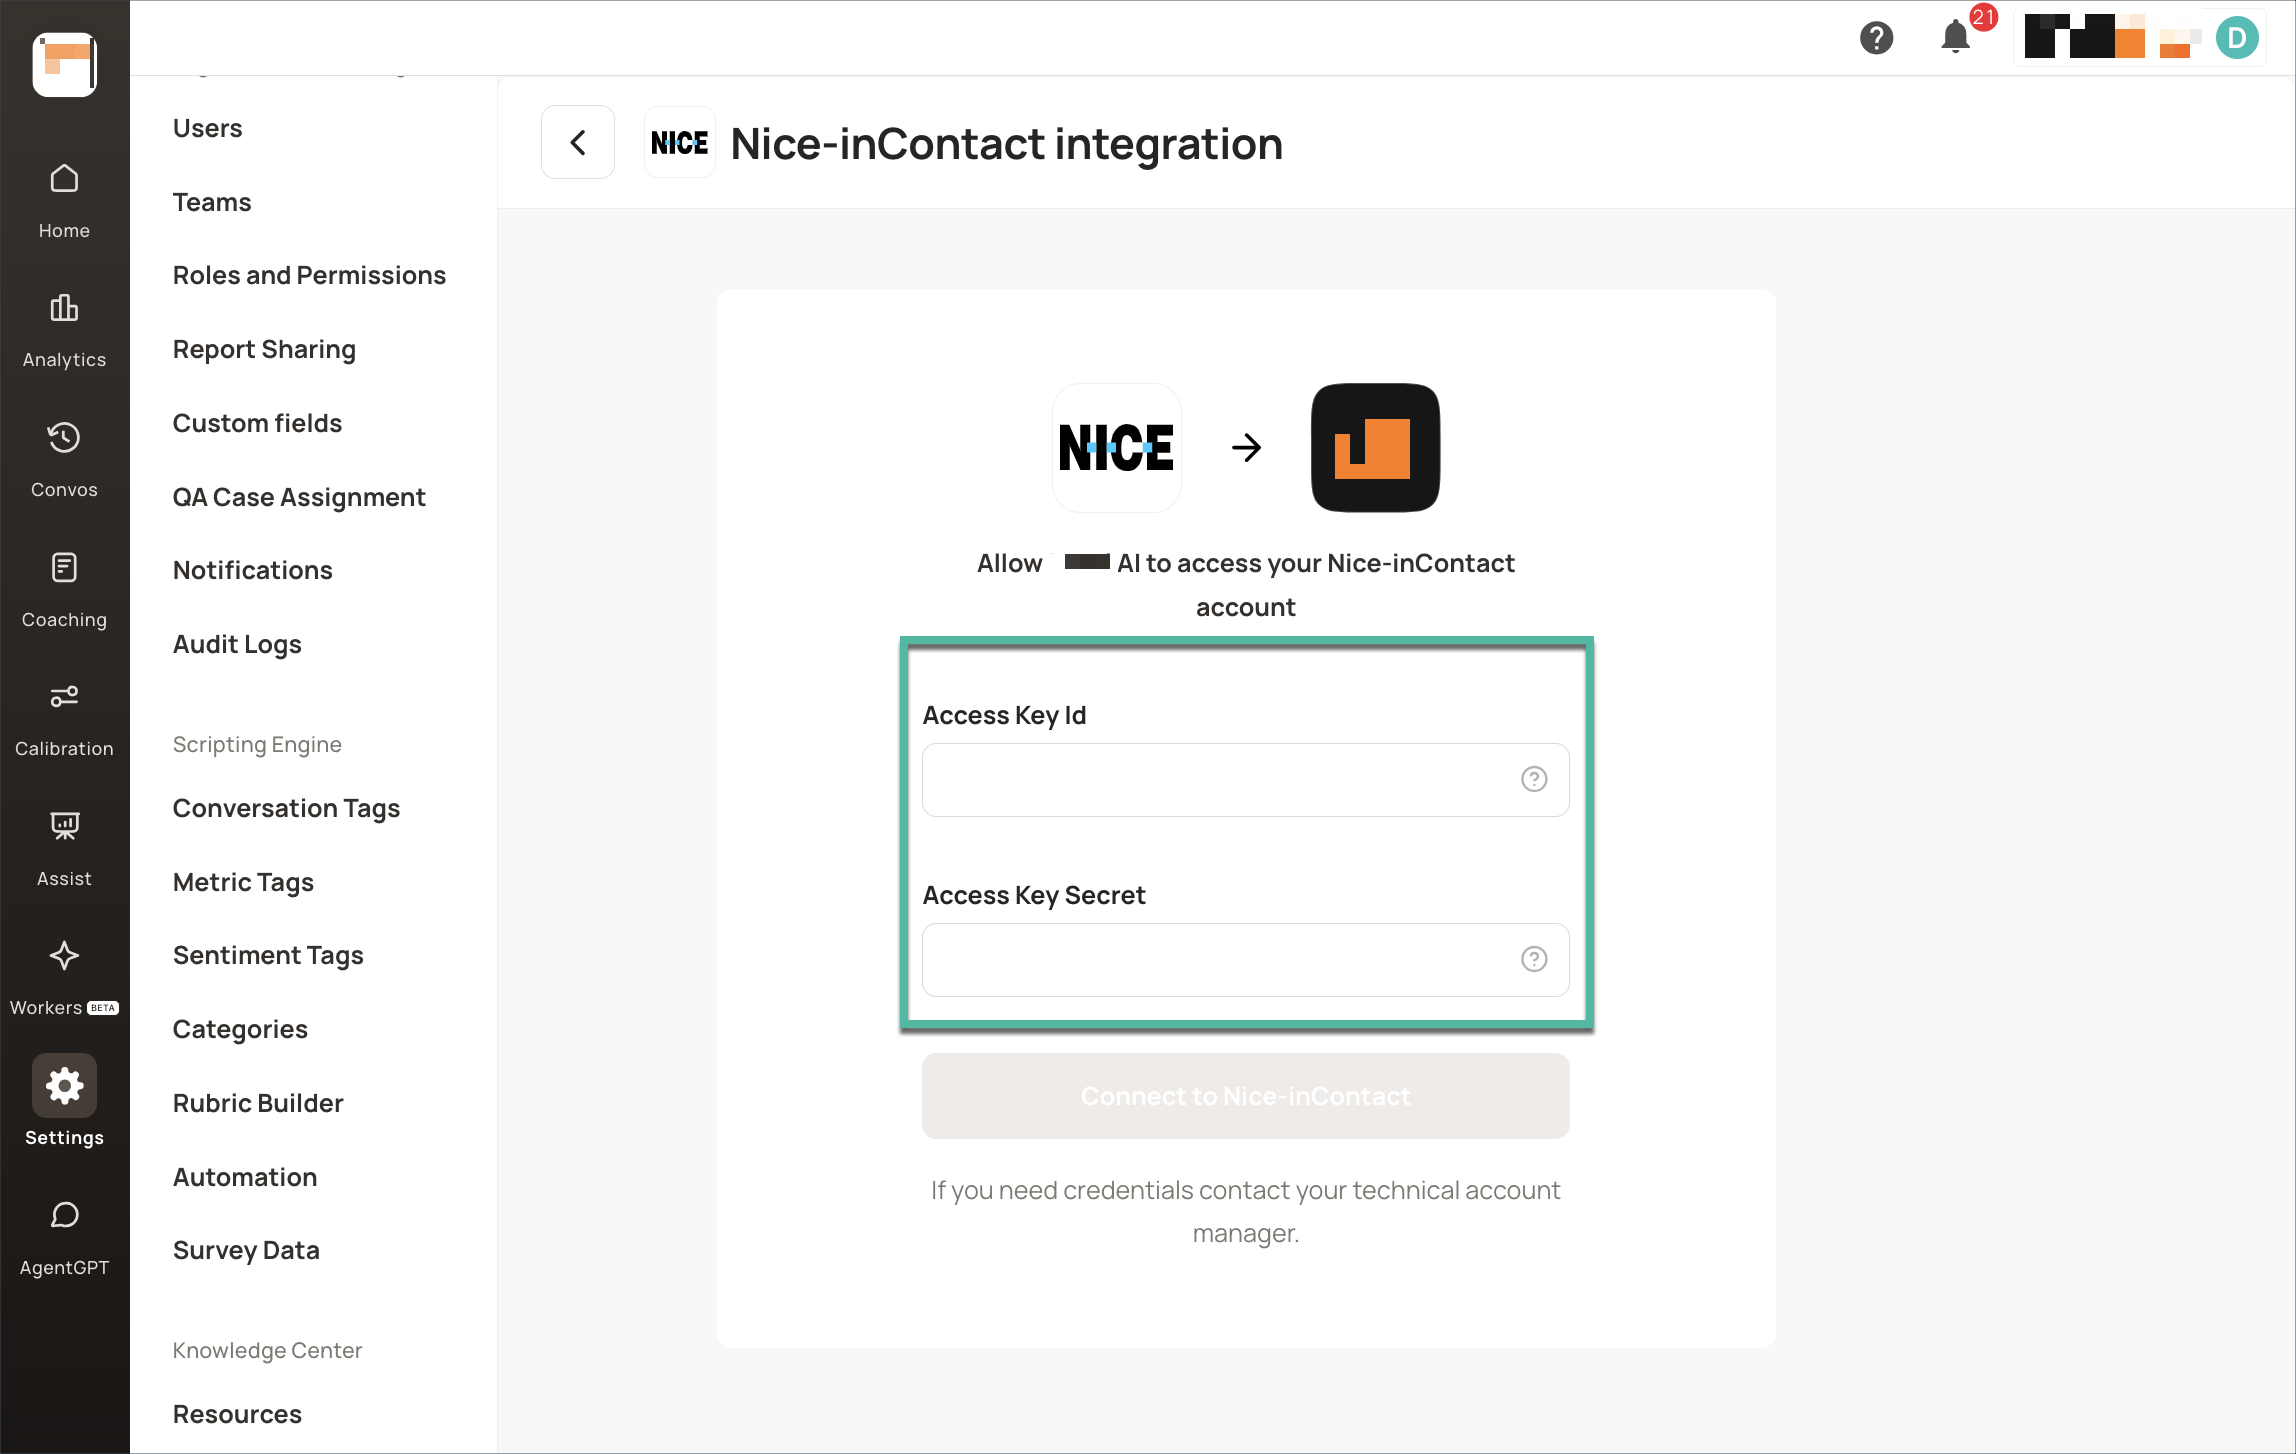 21
D
Home
Analytics
Convos
Coaching
Calibration
Assist
Workers BETA
Settings
AgentGPT
Users
Teams
Roles and Permissions
Report Sharing
Custom fields
QA Case Assignment
Notifications
Audit Logs
Scripting Engine
Conversation Tags
Metric Tags
Sentiment Tags
Categories
Rubric Builder
Automation
Survey Data
Knowledge Center
Resources
NICE Nice-inContact integration
NICE
Allow AI to access your Nice-inContact
account
Access Key Id
Access Key Secret
Connect to Nice-inContact
If you need credentials contact your technical account
manager.